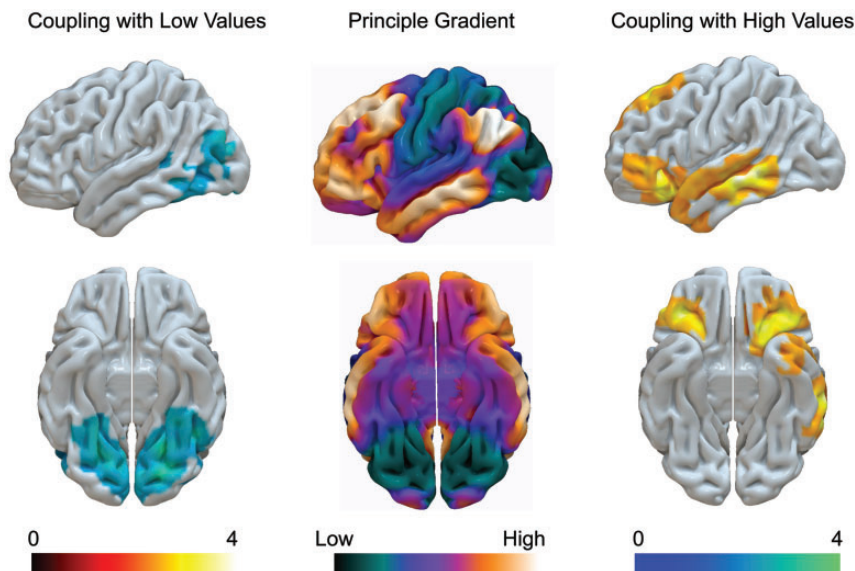 Coupling with Low Values
Principle Gradient
Coupling with High Values
0 4
Low High
0 4